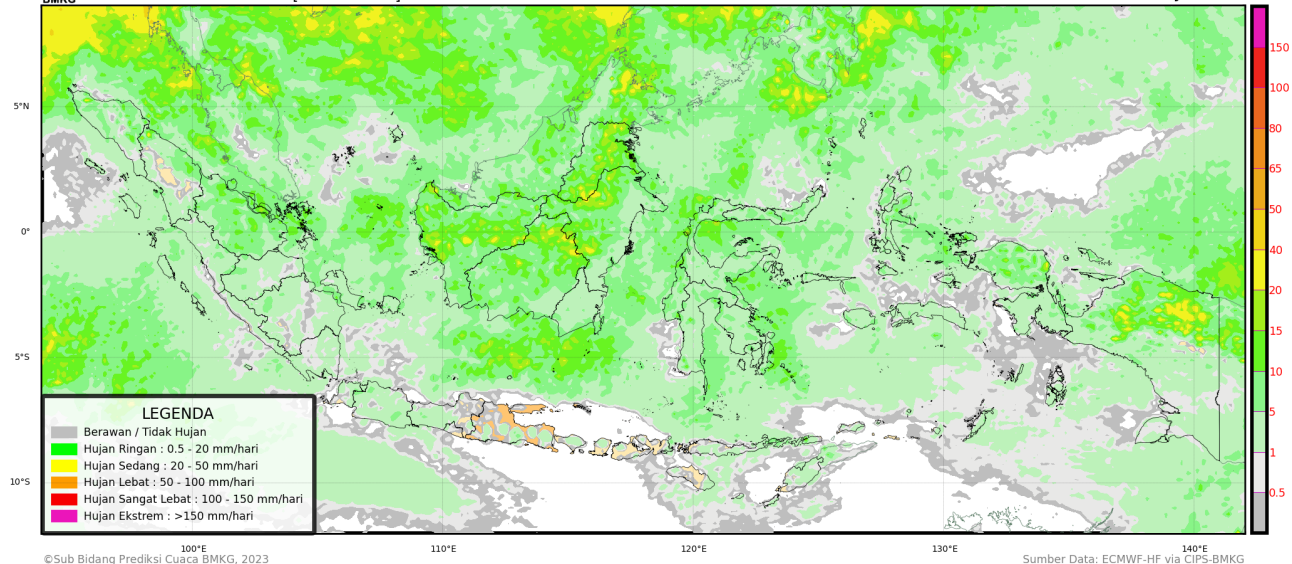 BMKG
5°N
0°
5°S
10°S
100°E
110°E
120°E
130°E
140°E
LEGENDA
Berawan / Tidak Hujan
Hujan Ringan : 0.5 - 20 mm/hari
Hujan Sedang : 20 - 50 mm/hari
Hujan Lebat : 50 - 100 mm/hari
Hujan Sangat Lebat : 100 - 150 mm/hari
Hujan Ekstrem : >150 mm/hari
150
100
80
65
50
40
20
15
10
5
1
0.5
©Sub Bidang Prediksi Cuaca BMKG, 2023
Sumber Data: ECMWF-HF via CIPS-BMKG